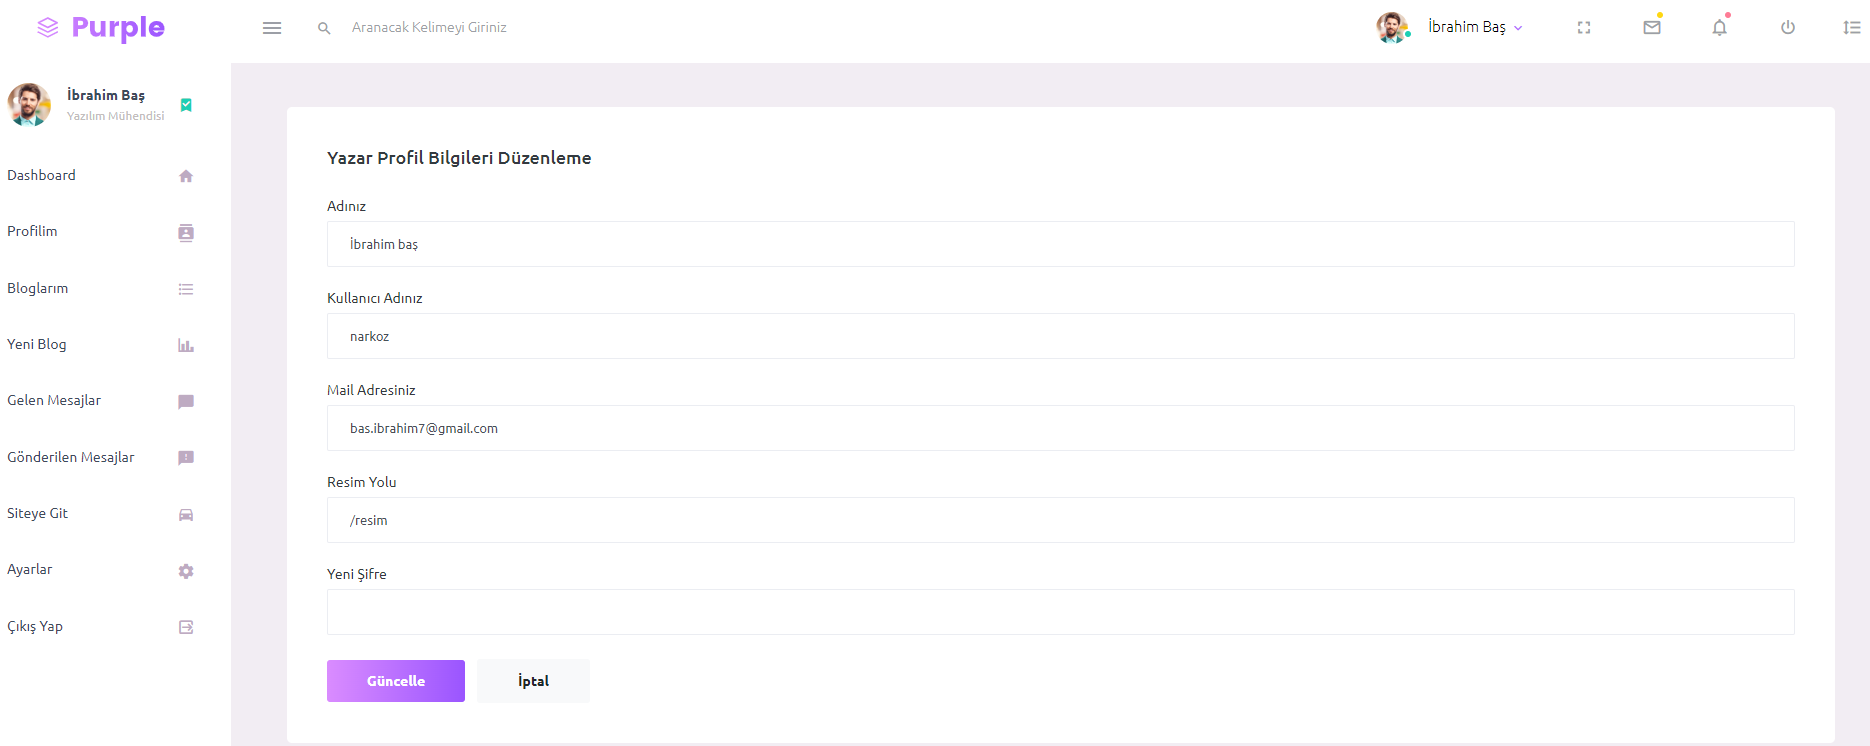 Purple
Aranacak Kelimeyi Giriniz
İbrahim Baş
İbrahim Baş
Yazılım Mühendisi
Dashboard
Profilim
Bloglarım
Yeni Blog
Gelen Mesajlar
Gönderilen Mesajlar
Siteye Git
Ayarlar
Çıkış Yap
Yazar Profil Bilgileri Düzenleme
Adınız
İbrahim baş
Kullanıcı Adınız
narkoz
Mail Adresiniz
bas.ibrahim7@gmail.com
Resim Yolu
/resim
Yeni Şifre
Güncelle
İptal